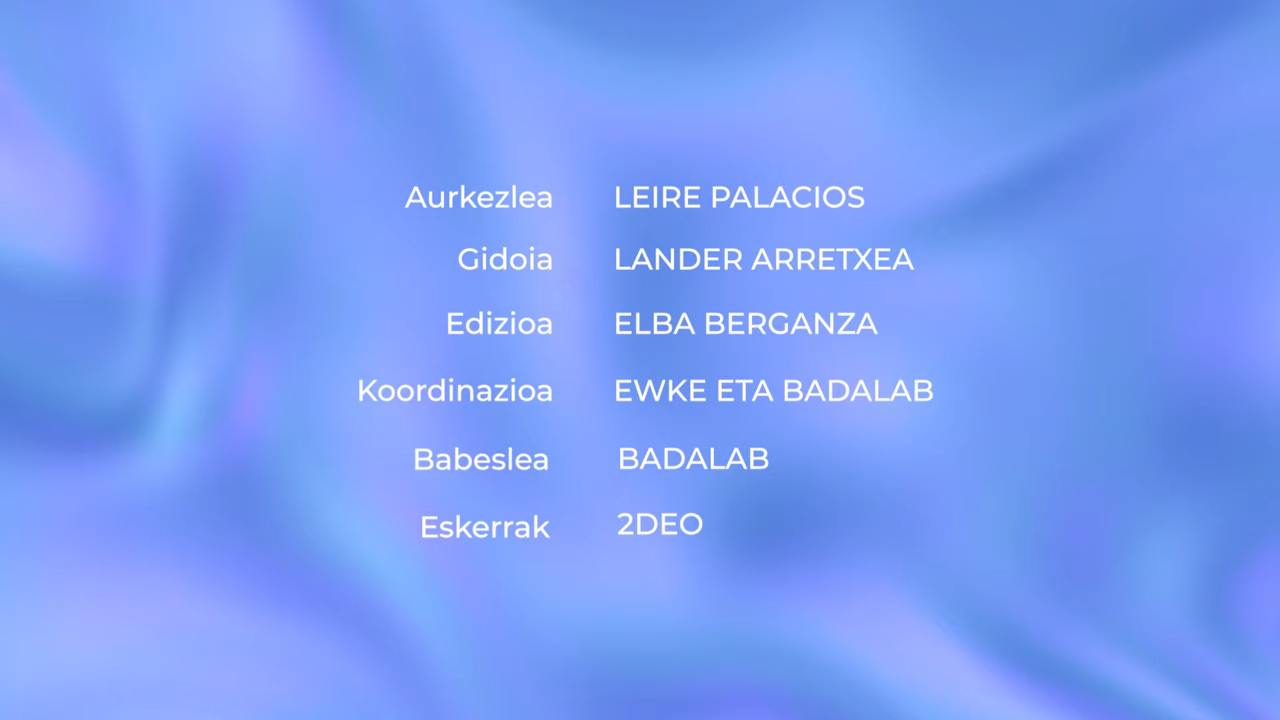 Aurkezlea LEIRE PALACIOS
Gidoia LANDER ARRETXEA
Edizioa ELBA BERGANZA
Koordinazioa EWKE ETA BADALAB
Babeslea BADALAB
Eskerrak 2DEO